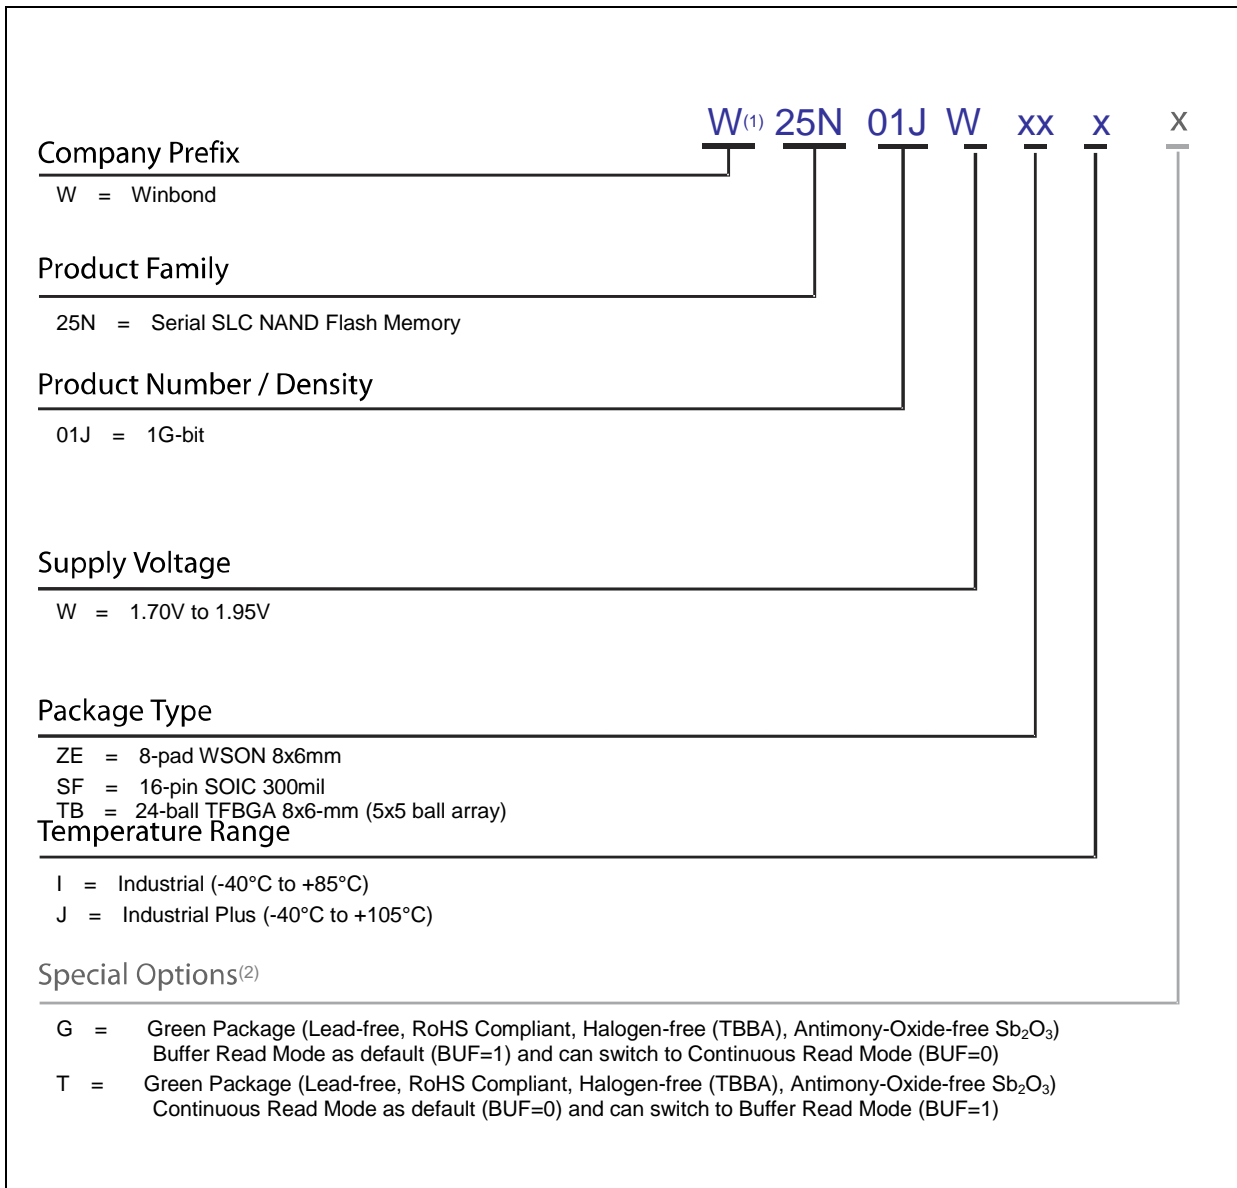 W(1) 25N 01J W xx x x
Company Prefix
W = Winbond
Product Family
25N = Serial SLC NAND Flash Memory
Product Number / Density
01J = 1G-bit
Supply Voltage
W = 1.70V to 1.95V
Package Type
ZE = 8-pad WSON 8x6mm
SF = 16-pin SOIC 300mil
TB = 24-ball TFBGA 8x6-mm (5x5 ball array)
Temperature Range
I = Industrial (-40°C to +85°C)
J = Industrial Plus (-40°C to +105°C)
Special Options(2)
G = Green Package (Lead-free, RoHS Compliant, Halogen-free (TBBA), Antimony-Oxide-free Sb₂O₃)
Buffer Read Mode as default (BUF=1) and can switch to Continuous Read Mode (BUF=0)
T = Green Package (Lead-free, RoHS Compliant, Halogen-free (TBBA), Antimony-Oxide-free Sb₂O₃)
Continuous Read Mode as default (BUF=0) and can switch to Buffer Read Mode (BUF=1)